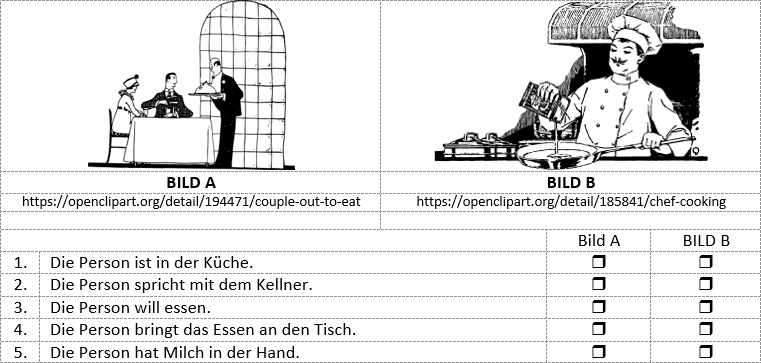 BILD A
BILD B
https://openclipart.org/detail/194471/couple-out-to-eat
https://openclipart.org/detail/185841/chef-cooking
Bild A BILD B
1. Die Person ist in der Küche.
2. Die Person spricht mit dem Kellner.
3. Die Person will essen.
4. Die Person bringt das Essen an den Tisch.
5. Die Person hat Milch in der Hand.